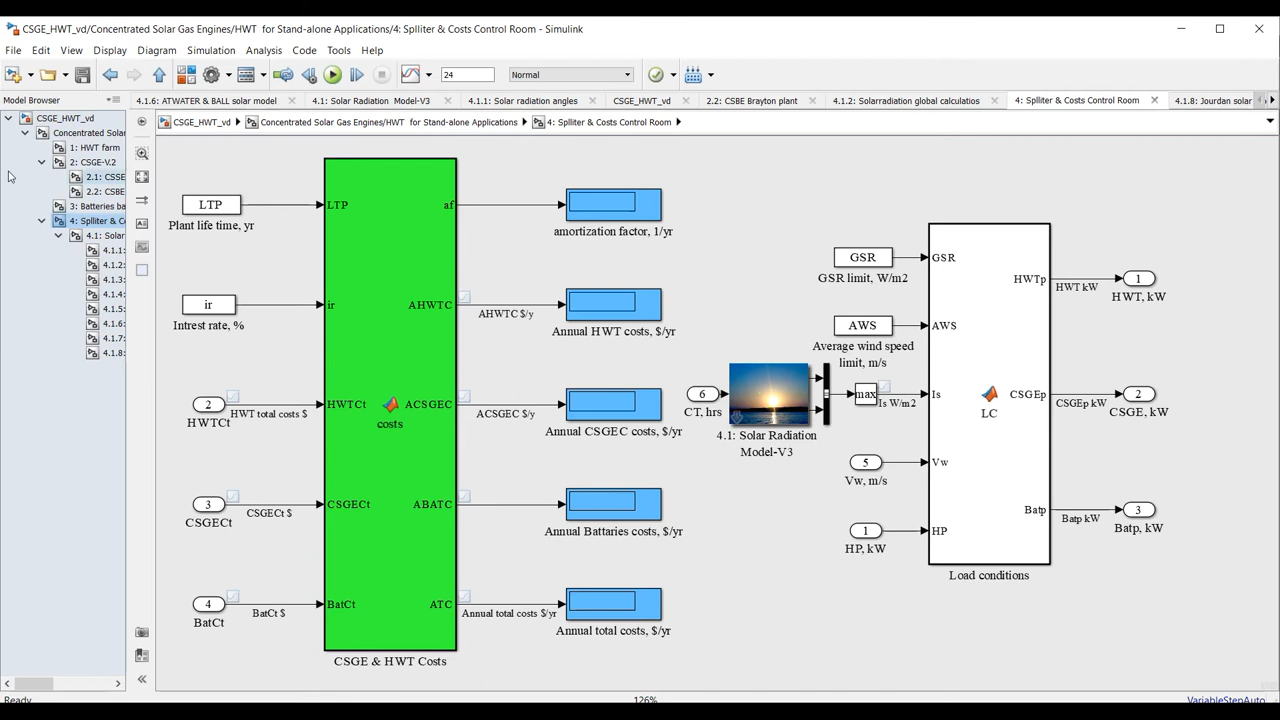 CSGE_HWT_vd/Concentrated Solar Gas Engines/HWT for Stand-alone Applications/4: Splliter & Costs Control Room - Simulink
File Edit View Display Diagram Simulation Analysis Code Tools Help
24 Normal
Model Browser
4.1.6: ATWATER & BALL solar model 4.1: Solar Radiation Model-V3 4.1.1: Solar radiation angles CSGE_HWT_vd 2.2: CSBE Brayton plant 4.1.2: Solarradiation global calculations 4: Spllliter & Costs Control Room 4.1.8: Jourdan solar
CSGE_HWT_vd Concentrated Solar Gas Engines/HWT for Stand-alone Applications 4: Spllliter & Costs Control Room
CSGE_HWT_vd
Concentrated Solar
1: HWT farm
2: CSGE-V.2
2.1: CSSE
2.2: CSBE
3: Batteries ba
4: Spllliter & C
4.1: Solar
4.1.1:
4.1.2:
4.1.3:
4.1.4:
4.1.5:
4.1.6:
4.1.7:
4.1.8:
LTP
Plant life time, yr
ir
Intrest rate, %
2
HWTCt
HWT total costs $
3
CSGECt
CSGECt $
4
BatCt
BatCt $
LTP
ir
HWTCt
CSGECt
BatCt
costs
af
AHWTC
ACSGEC
ABATC
ATC
CSGE & HWT Costs
AHWTC $/y
ACSGEC $/y
Annual total costs $/yr
amortization factor, 1/yr
Annual HWT costs, $/yr
Annual CSGEC costs, $/yr
Annual Battaries costs, $/yr
Annual total costs, $/yr
GSR
GSR limit, W/m2
AWS
Average wind speed
limit, m/s
6
CT, hrs
4.1: Solar Radiation
Model-V3
max
Is W/m2
5
Vw, m/s
1
HP, kW
GSR
AWS
Is
Vw
HP
LC
HWTp
CSGEp
Batp
Load conditions
HWT kW
CSGEp kW
Batp kW
1
HWT, kW
2
CSGE, kW
3
Batp, kW
Ready 126% VariableStepAuto